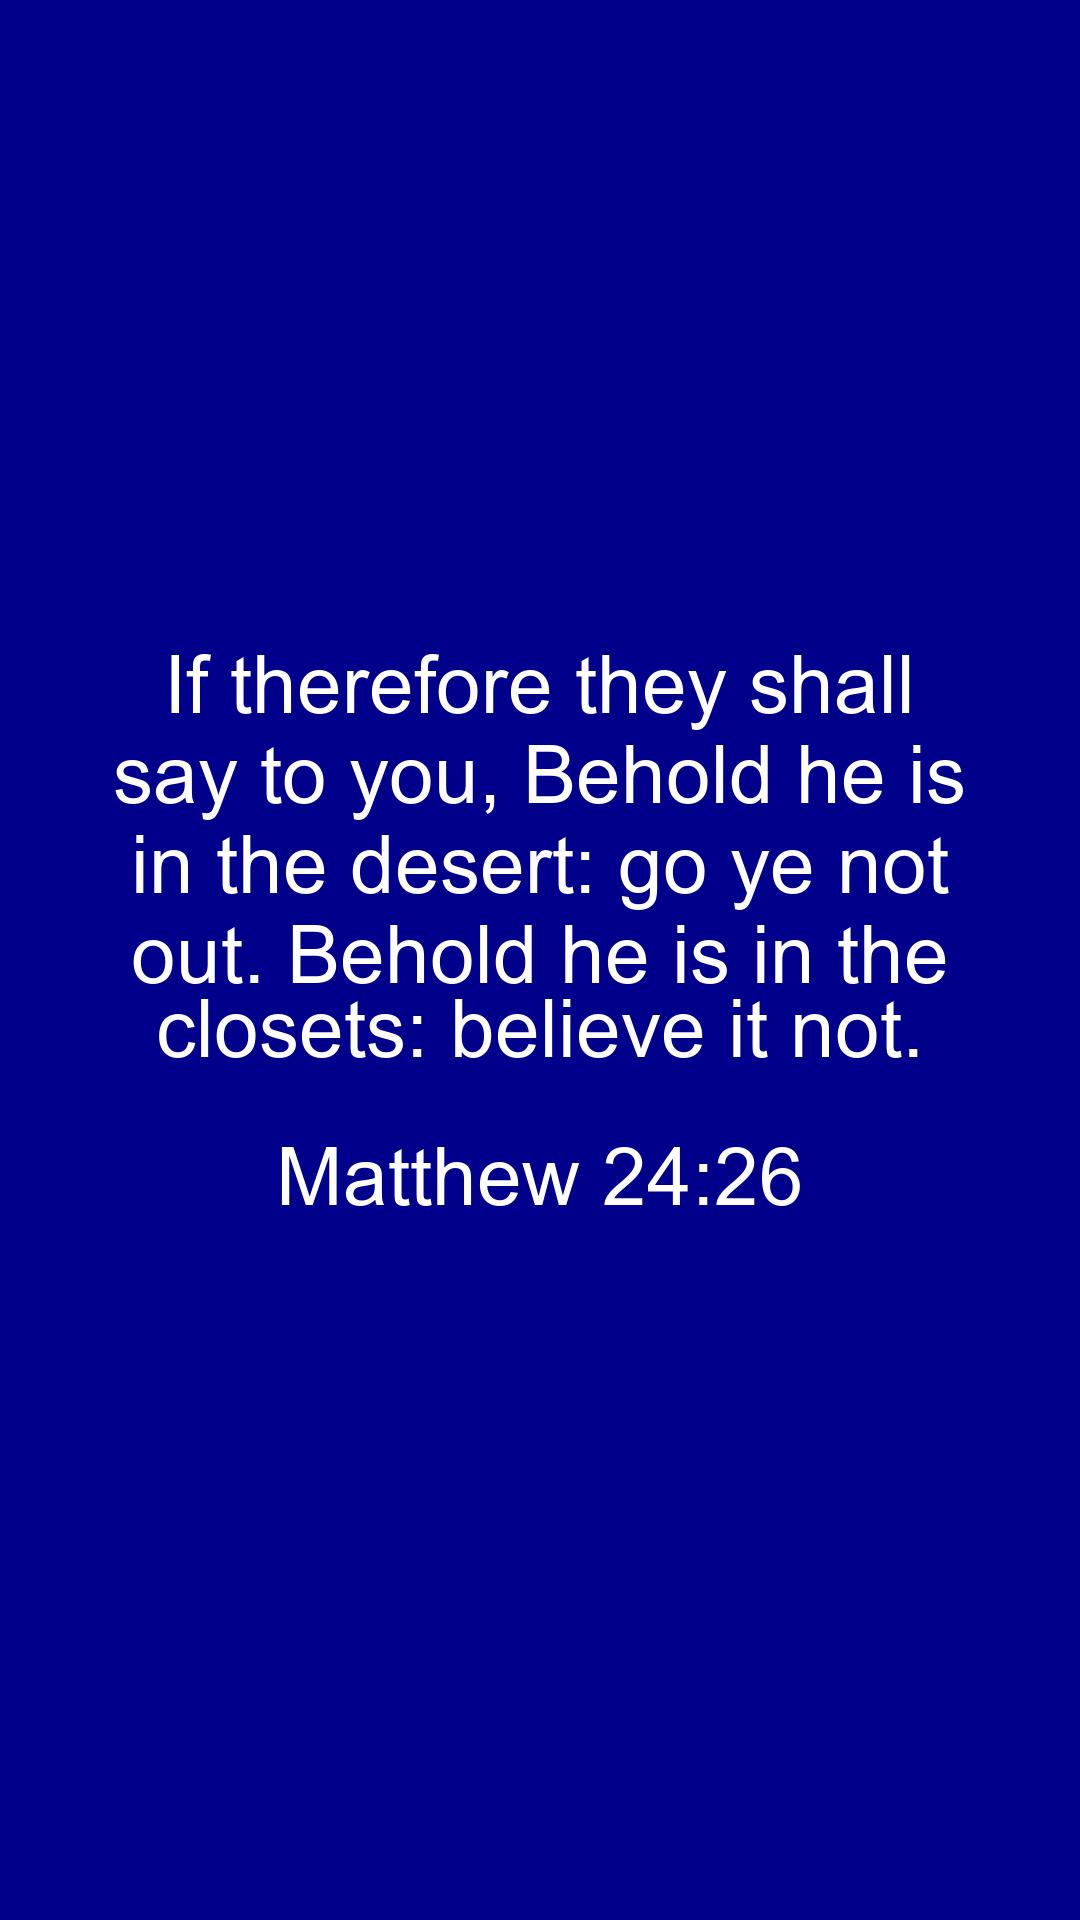 If therefore they shall
say to you, Behold he is
in the desert: go ye not
out. Behold he is in the
closets: believe it not.
Matthew 24:26